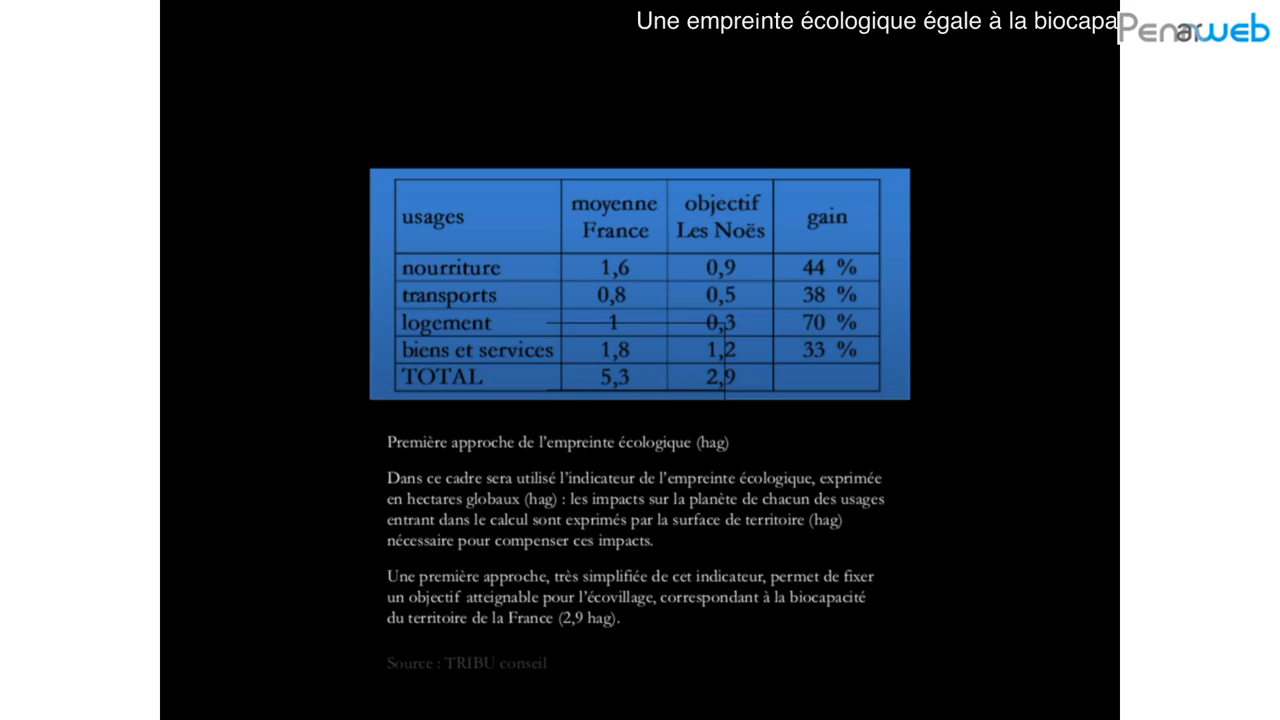 Une empreinte écologique égale à la biocapa
Penarweb
usages moyenne France objectif Les Noës gain
nourriture 1,6 0,9 44 %
transports 0,8 0,5 38 %
logement 1 0,3 70 %
biens et services 1,8 1,2 33 %
TOTAL 5,3 2,9
Première approche de l'empreinte écologique (hag)
Dans ce cadre sera utilisé l'indicateur de l'empreinte écologique, exprimée
en hectares globaux (hag) : les impacts sur la planète de chacun des usages
entrant dans le calcul sont exprimés par la surface de territoire (hag)
nécessaire pour compenser ces impacts.
Une première approche, très simplifiée de cet indicateur, permet de fixer
un objectif atteignable pour l'écovillage, correspondant à la biocapacité
du territoire de la France (2,9 hag).
Source : TRIBU conseil